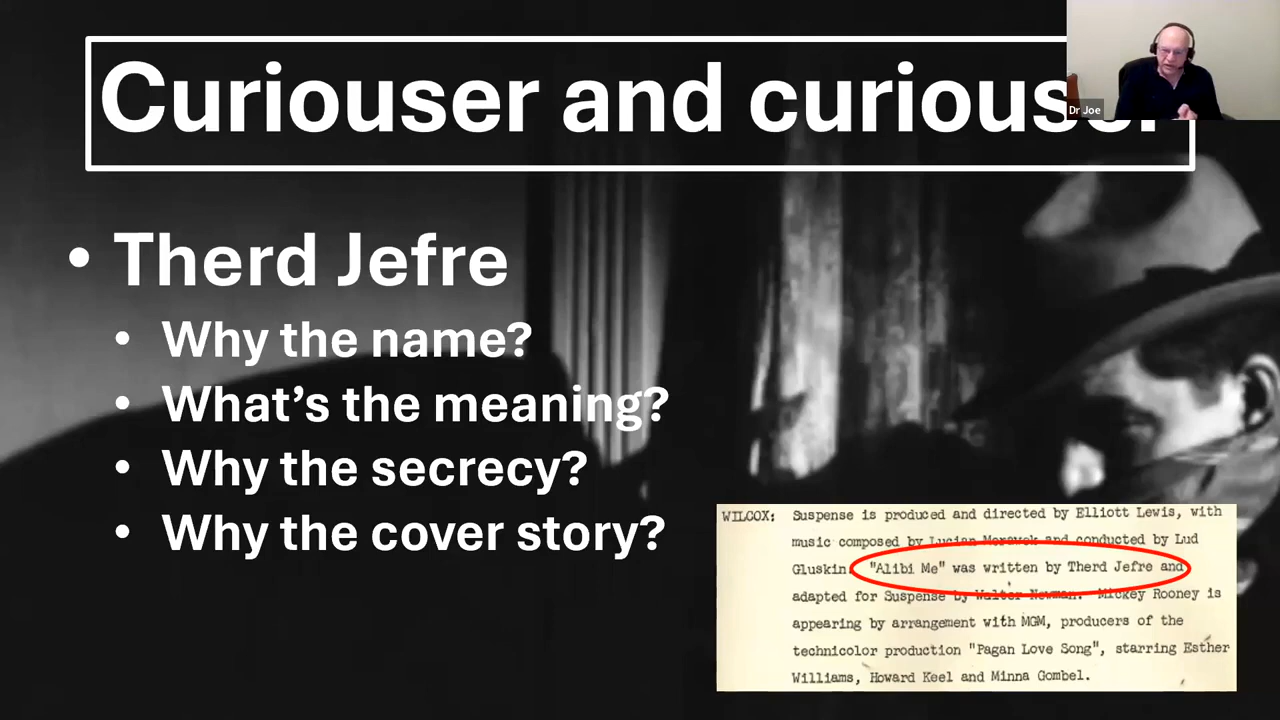 Curiouser and curiouser
Dr Joe
• Therd Jefre
• Why the name?
• What’s the meaning?
• Why the secrecy?
• Why the cover story?
WILCOX: Suspense is produced and directed by Elliott Lewis, with
music composed by Lucian Morawek and conducted by Lud
Gluskin. "Alibi Me" was written by Therd Jefre and
adapted for Suspense by Walter Newman. Mickey Rooney is
appearing by arrangement with MGM, producers of the
technicolor production "Pagan Love Song", starring Esther
Williams, Howard Keel and Minna Gombel.